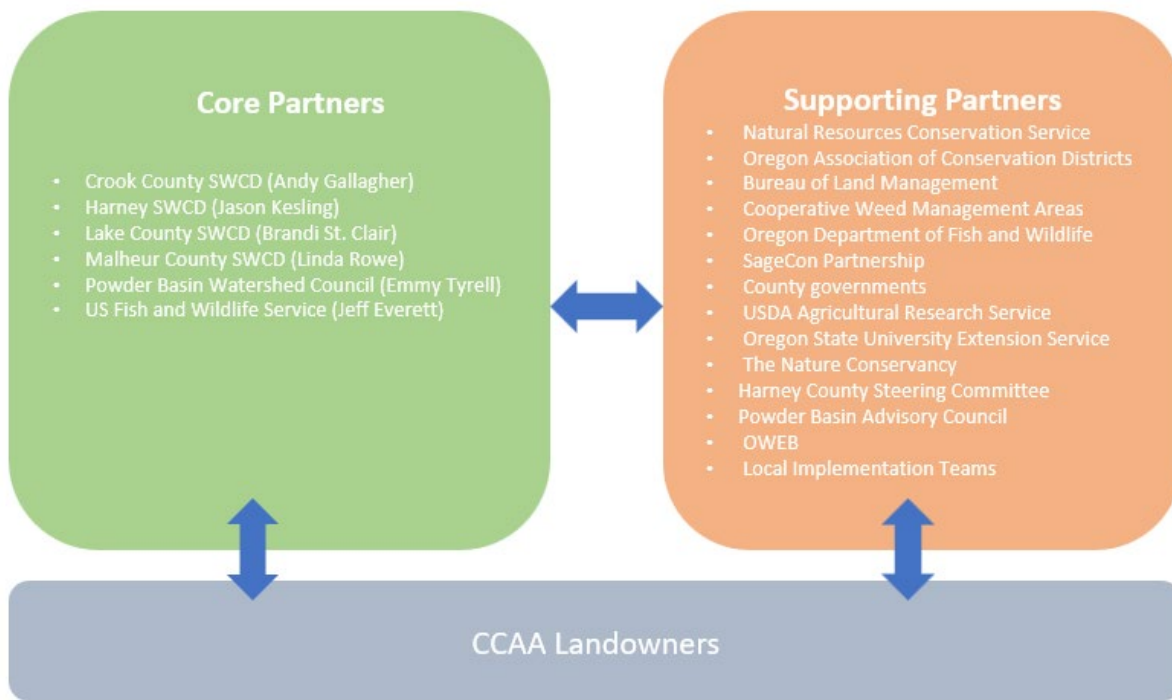 Core Partners
• Crook County SWCD (Andy Gallagher)
• Harney SWCD (Jason Kesling)
• Lake County SWCD (Brandi St. Clair)
• Malheur County SWCD (Linda Rowe)
• Powder Basin Watershed Council (Emmy Tyrell)
• US Fish and Wildlife Service (Jeff Everett)
Supporting Partners
• Natural Resources Conservation Service
• Oregon Association of Conservation Districts
• Bureau of Land Management
• Cooperative Weed Management Areas
• Oregon Department of Fish and Wildlife
• SageCon Partnership
• County governments
• USDA Agricultural Research Service
• Oregon State University Extension Service
• The Nature Conservancy
• Harney County Steering Committee
• Powder Basin Advisory Council
• OWEB
• Local Implementation Teams
CCAA Landowners